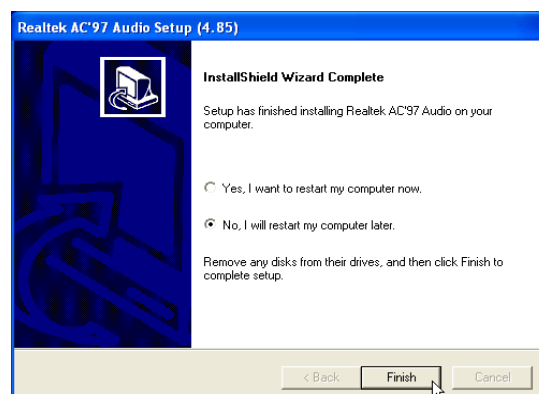 Realtek AC'97 Audio Setup (4.85)
InstallShield Wizard Complete
Setup has finished installing Realtek AC'97 Audio on your
computer.
Yes, I want to restart my computer now.
No, I will restart my computer later.
Remove any disks from their drives, and then click Finish to
complete setup.
< Back Finish Cancel